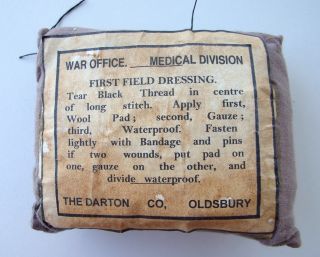 WAR OFFICE. MEDICAL DIVISION
FIRST FIELD DRESSING.
Tear Black Thread in centre
of long stitch. Apply first,
Wool Pad; second, Gauze;
third, Waterproof. Fasten
lightly with Bandage and pins
if two wounds, put pad on
one, gauze on the other, and
divide waterproof.
THE DARTON CO, OLDSBURY